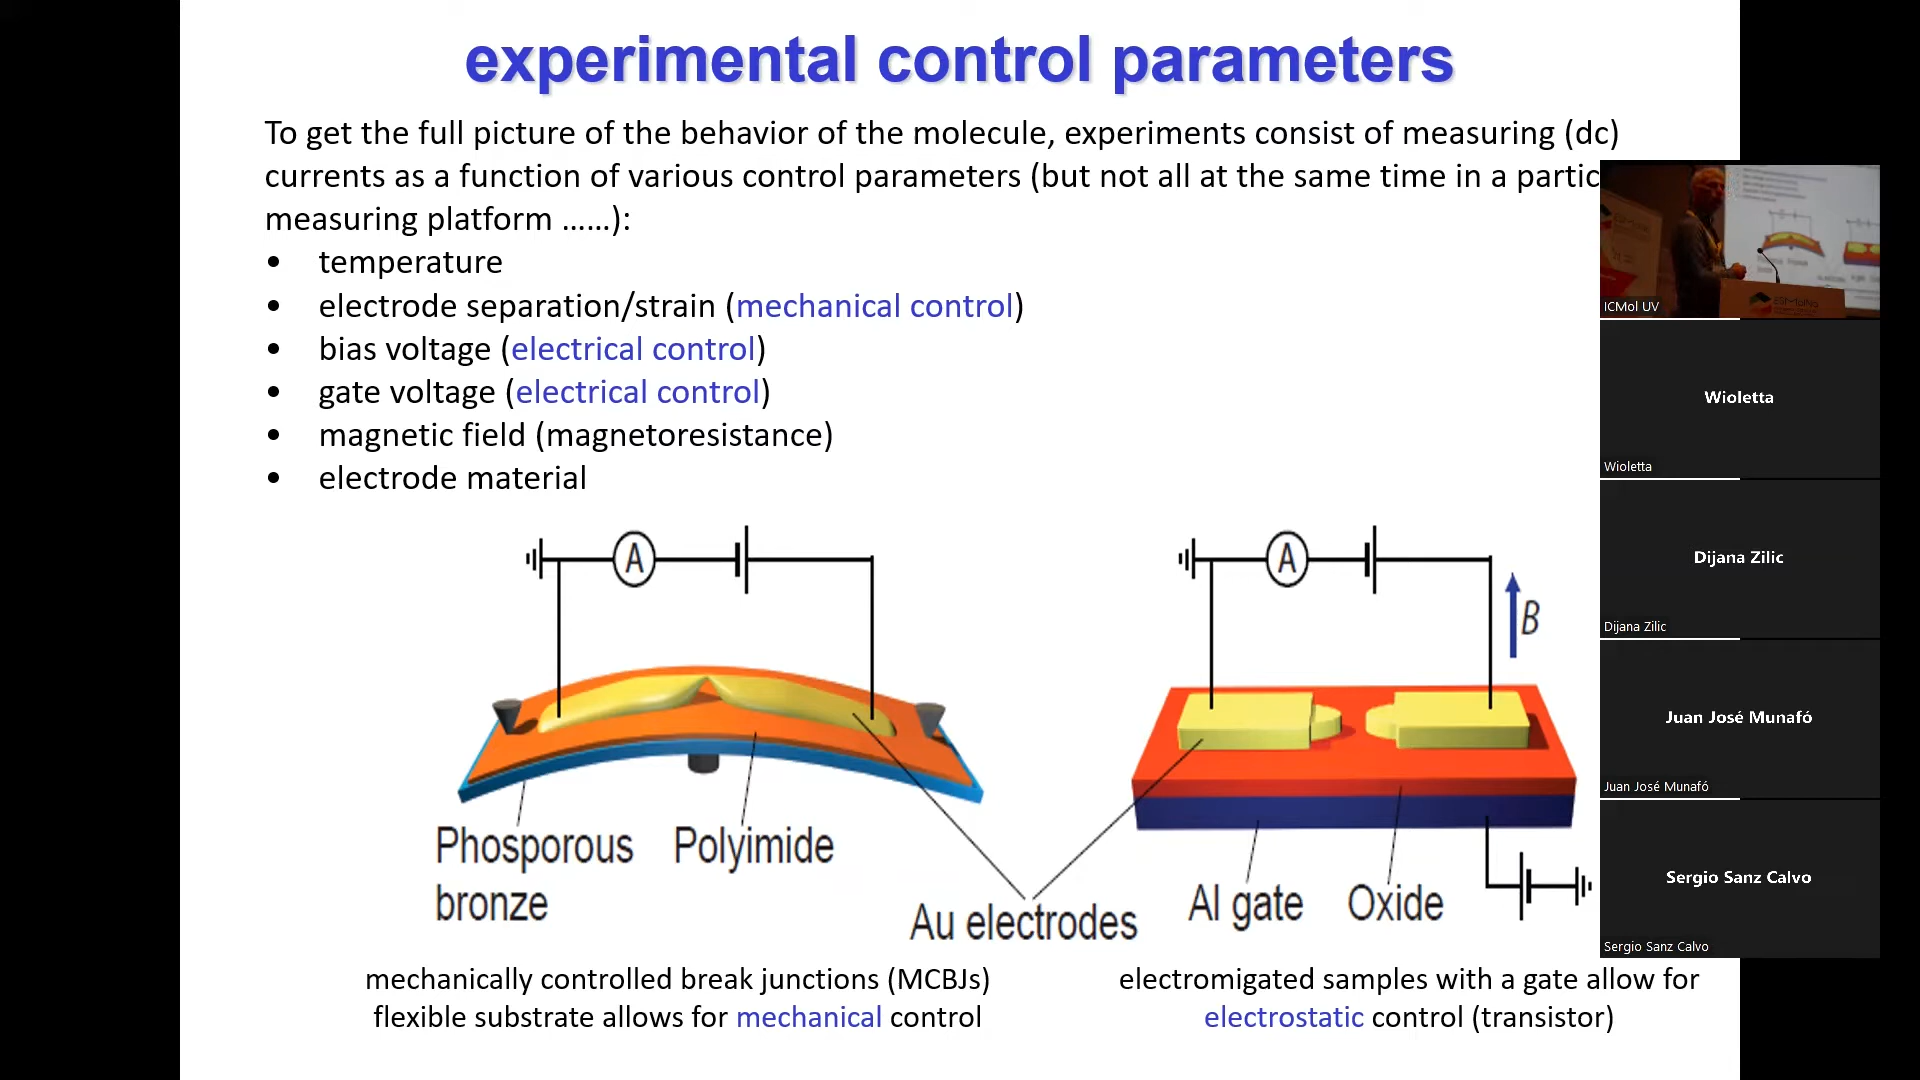 experimental control parameters
To get the full picture of the behavior of the molecule, experiments consist of measuring (dc)
currents as a function of various control parameters (but not all at the same time in a partic
measuring platform ......):
• temperature
• electrode separation/strain (mechanical control)
• bias voltage (electrical control)
• gate voltage (electrical control)
• magnetic field (magnetoresistance)
• electrode material
A
A
B
Phosporous
bronze
Polyimide
Au electrodes
Al gate
Oxide
mechanically controlled break junctions (MCBJs)
flexible substrate allows for mechanical control
electromigated samples with a gate allow for
electrostatic control (transistor)
ICMol UV
Wioletta
Wioletta
Dijana Zilic
Dijana Zilic
Juan José Munafó
Juan José Munafó
Sergio Sanz Calvo
Sergio Sanz Calvo